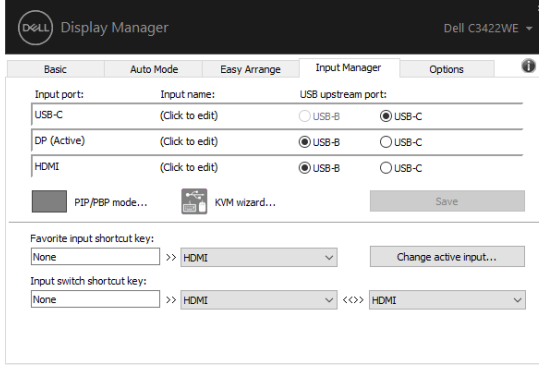 DELL Display Manager Dell C3422WE
Basic Auto Mode Easy Arrange Input Manager Options i
Input port: Input name: USB upstream port:
USB-C (Click to edit) USB-B USB-C
DP (Active) (Click to edit) USB-B USB-C
HDMI (Click to edit) USB-B USB-C
PIP/PBP mode... KVM wizard... Save
Favorite input shortcut key:
None >> HDMI Change active input...
Input switch shortcut key:
None >> HDMI <<>> HDMI